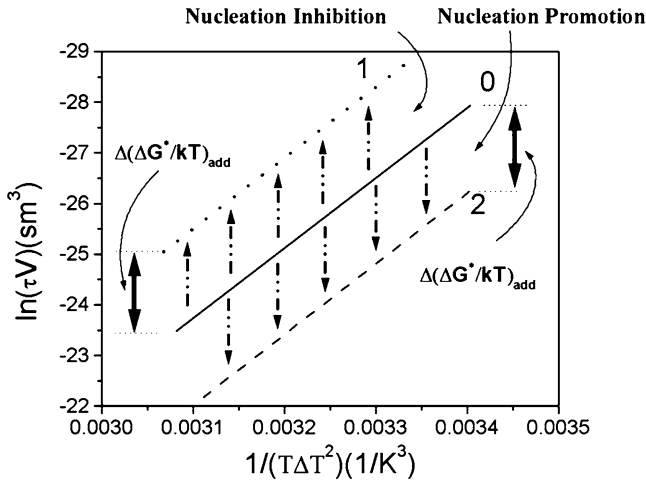 Nucleation Inhibition
Nucleation Promotion
-29
-28
-27
-26
-25
-24
-23
-22
ln(τV)(sm³)
1
0
2
Δ(ΔG*/kT)add
Δ(ΔG*/kT)add
0.0030
0.0031
0.0032
0.0033
0.0034
0.0035
1/(TΔT²)(1/K³)